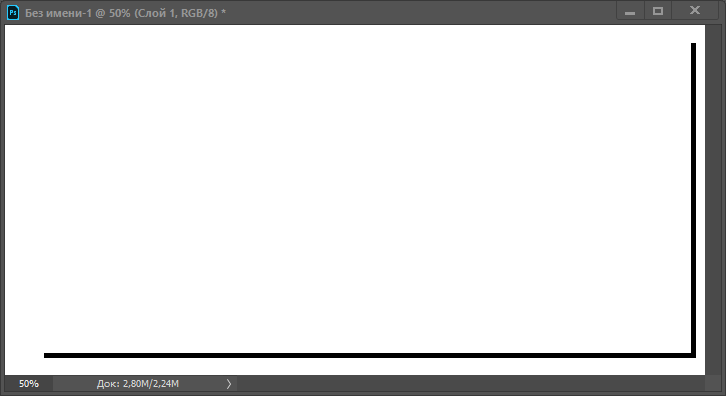 Ps Без имени-1 @ 50% (Слой 1, RGB/8) *
50% Док: 2,80M/2,24M